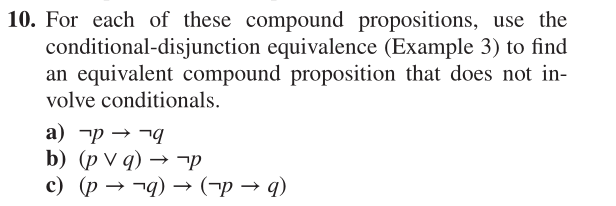 10. For each of these compound propositions, use the
conditional-disjunction equivalence (Example 3) to find
an equivalent compound proposition that does not in-
volve conditionals.
a) ¬p → ¬q
b) (p ∨ q) → ¬p
c) (p → ¬q) → (¬p → q)